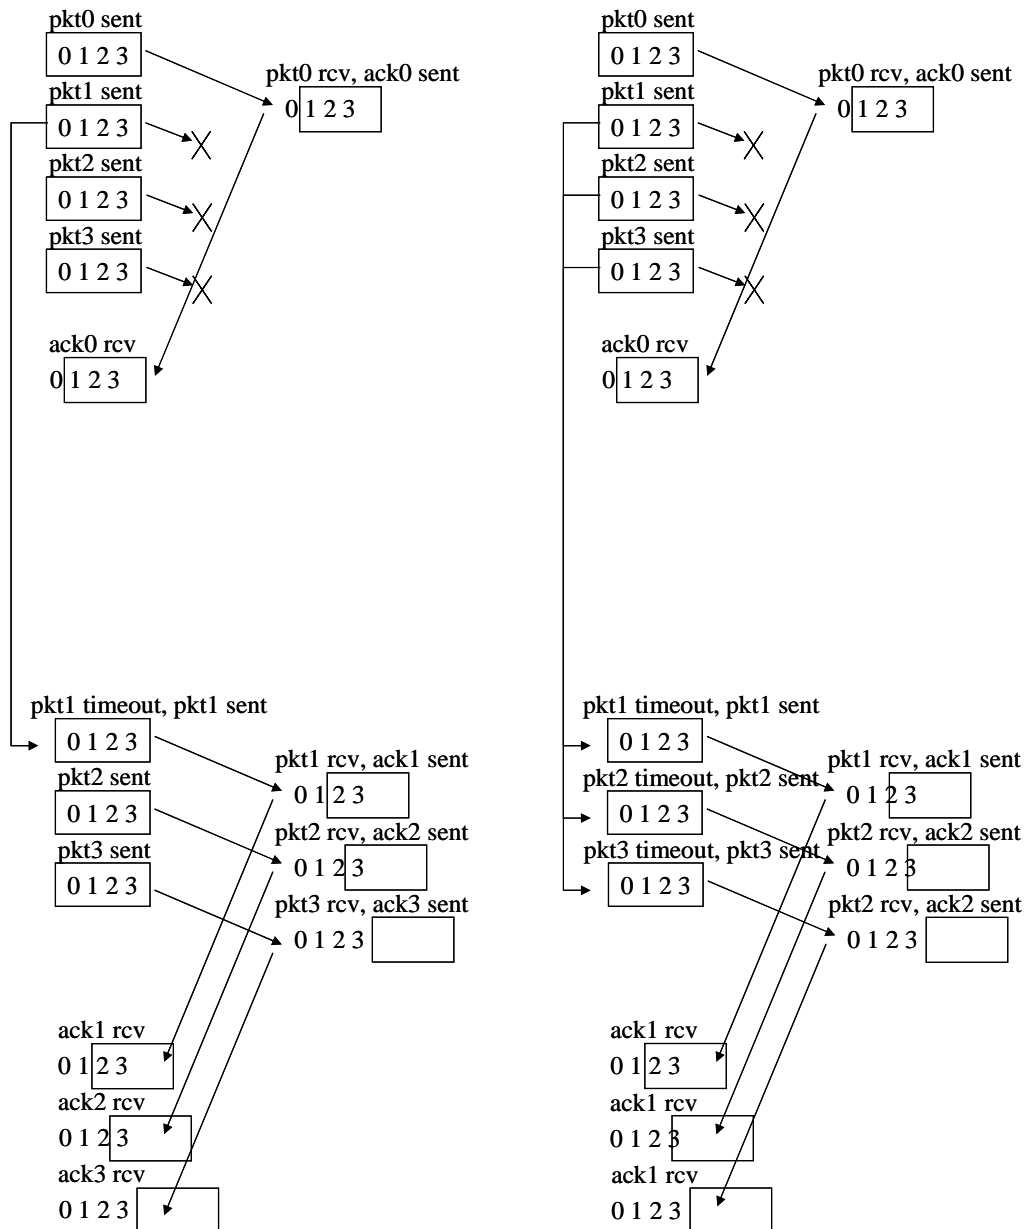 pkt0 sent
0 1 2 3
pkt0 rcv, ack0 sent
0 1 2 3
pkt1 sent
0 1 2 3
pkt2 sent
0 1 2 3
pkt3 sent
0 1 2 3
ack0 rcv
0 1 2 3
pkt1 timeout, pkt1 sent
0 1 2 3
pkt1 rcv, ack1 sent
0 1 2 3
pkt2 sent
0 1 2 3
pkt2 rcv, ack2 sent
0 1 2 3
pkt3 sent
0 1 2 3
pkt3 rcv, ack3 sent
0 1 2 3
ack1 rcv
0 1 2 3
ack2 rcv
0 1 2 3
ack3 rcv
0 1 2 3
pkt0 sent
0 1 2 3
pkt0 rcv, ack0 sent
0 1 2 3
pkt1 sent
0 1 2 3
pkt2 sent
0 1 2 3
pkt3 sent
0 1 2 3
ack0 rcv
0 1 2 3
pkt1 timeout, pkt1 sent
0 1 2 3
pkt1 rcv, ack1 sent
0 1 2 3
pkt2 timeout, pkt2 sent
0 1 2 3
pkt2 rcv, ack2 sent
0 1 2 3
pkt3 timeout, pkt3 sent
0 1 2 3
pkt2 rcv, ack2 sent
0 1 2 3
ack1 rcv
0 1 2 3
ack1 rcv
0 1 2 3
ack1 rcv
0 1 2 3